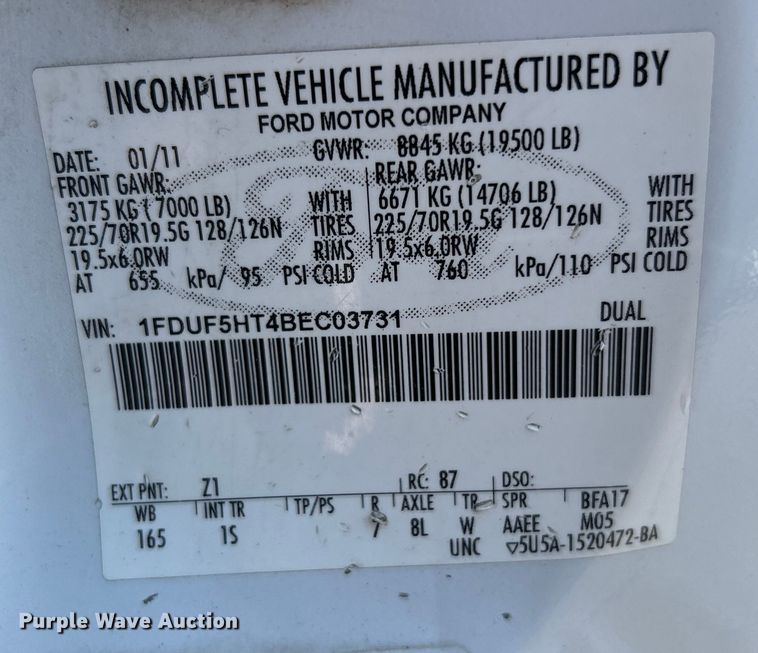 INCOMPLETE VEHICLE MANUFACTURED BY
FORD MOTOR COMPANY
DATE: 01/11 GVWR: 8845 KG (19500 LB)
FRONT GAWR: REAR GAWR:
3175 KG (7000 LB) WITH 6671 KG (14706 LB) WITH
225/70R19.5G 128/126N TIRES 225/70R19.5G 128/126N TIRES
19.5x6.0RW RIMS 19.5x6.0RW RIMS
AT 655 kPa/ 95 PSI COLD AT 760 kPa/110 PSI COLD
VIN: 1FDUF5HT4BEC03731 DUAL
EXT PNT: Z1 RC: 87 DSO:
WB INT TR TP/PS R AXLE TR SPR BFA17
165 1S 7 8L W AAEE M05
UNC ▽5U5A-1520472-BA
Purple Wave Auction